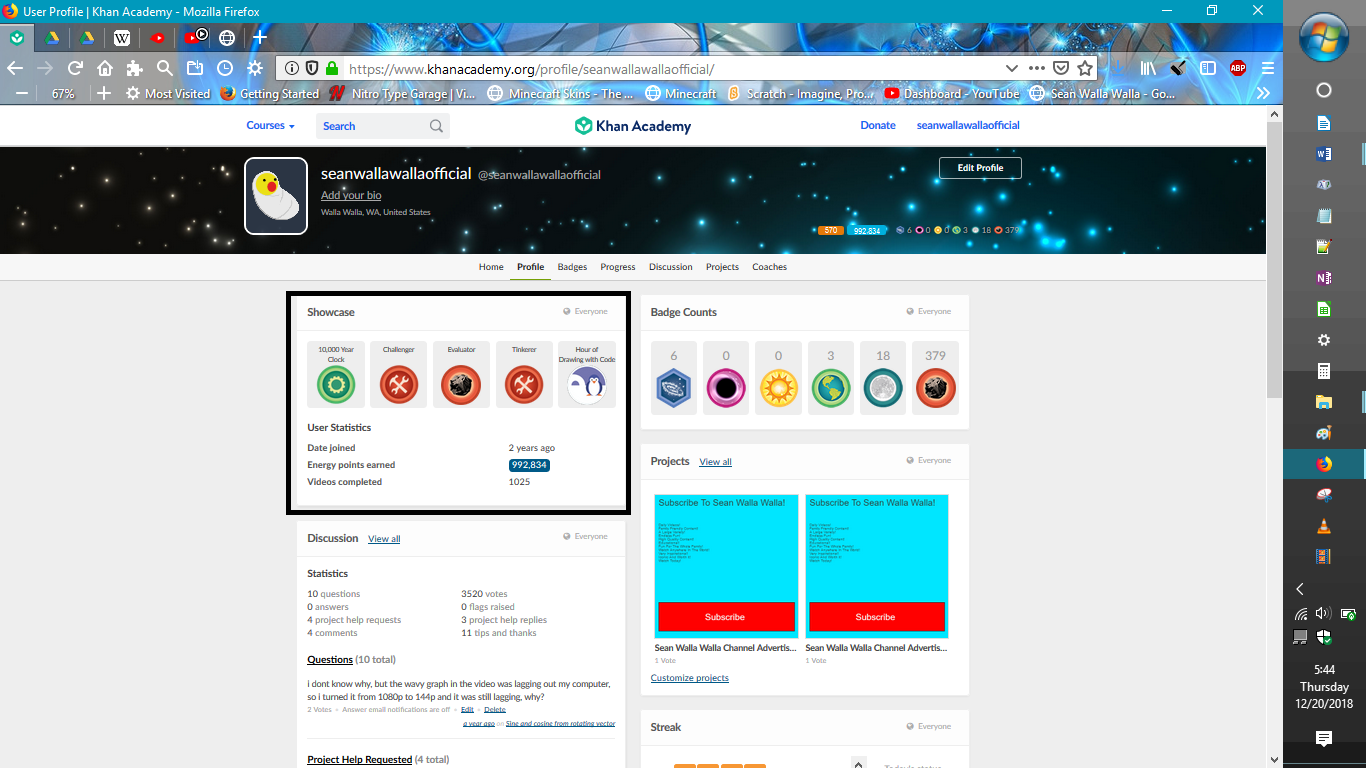 User Profile | Khan Academy - Mozilla Firefox
https://www.khanacademy.org/profile/seanwallawallaofficial/
67%
Most Visited
Getting Started
Nitro Type Garage | Vi...
Minecraft Skins - The ...
Minecraft
Scratch - Imagine, Pro...
Dashboard - YouTube
Sean Walla Walla - Go...
ABP
Courses
Search
Khan Academy
Donate
seanwallawallaofficial
seanwallawallaofficial @seanwallawallaofficial
Edit Profile
Add your bio
Walla Walla, WA, United States
570 992,834 6 0 0 3 18 379
Home Profile Badges Progress Discussion Projects Coaches
Showcase
Everyone
10,000 Year
Clock
Challenger
Evaluator
Tinkerer
Hour of
Drawing with Code
User Statistics
Date joined 2 years ago
Energy points earned 992,834
Videos completed 1025
Discussion View all
Everyone
Statistics
10 questions 3520 votes
0 answers 0 flags raised
4 project help requests 3 project help replies
4 comments 11 tips and thanks
Questions (10 total)
i dont know why, but the wavy graph in the video was lagging out my computer,
so i turned it from 1080p to 144p and it was still lagging, why?
2 Votes • Answer email notifications are off • Edit • Delete
a year ago on Sine and cosine from rotating vector
Project Help Requested (4 total)
Badge Counts
Everyone
6 0 0 3 18 379
Projects View all
Everyone
Subscribe To Sean Walla Walla!
Subscribe
Subscribe To Sean Walla Walla!
Subscribe
Sean Walla Walla Channel Advertis...
1 Vote
Sean Walla Walla Channel Advertis...
1 Vote
Customize projects
Streak
Everyone
Today's status
5:44
Thursday
12/20/2018